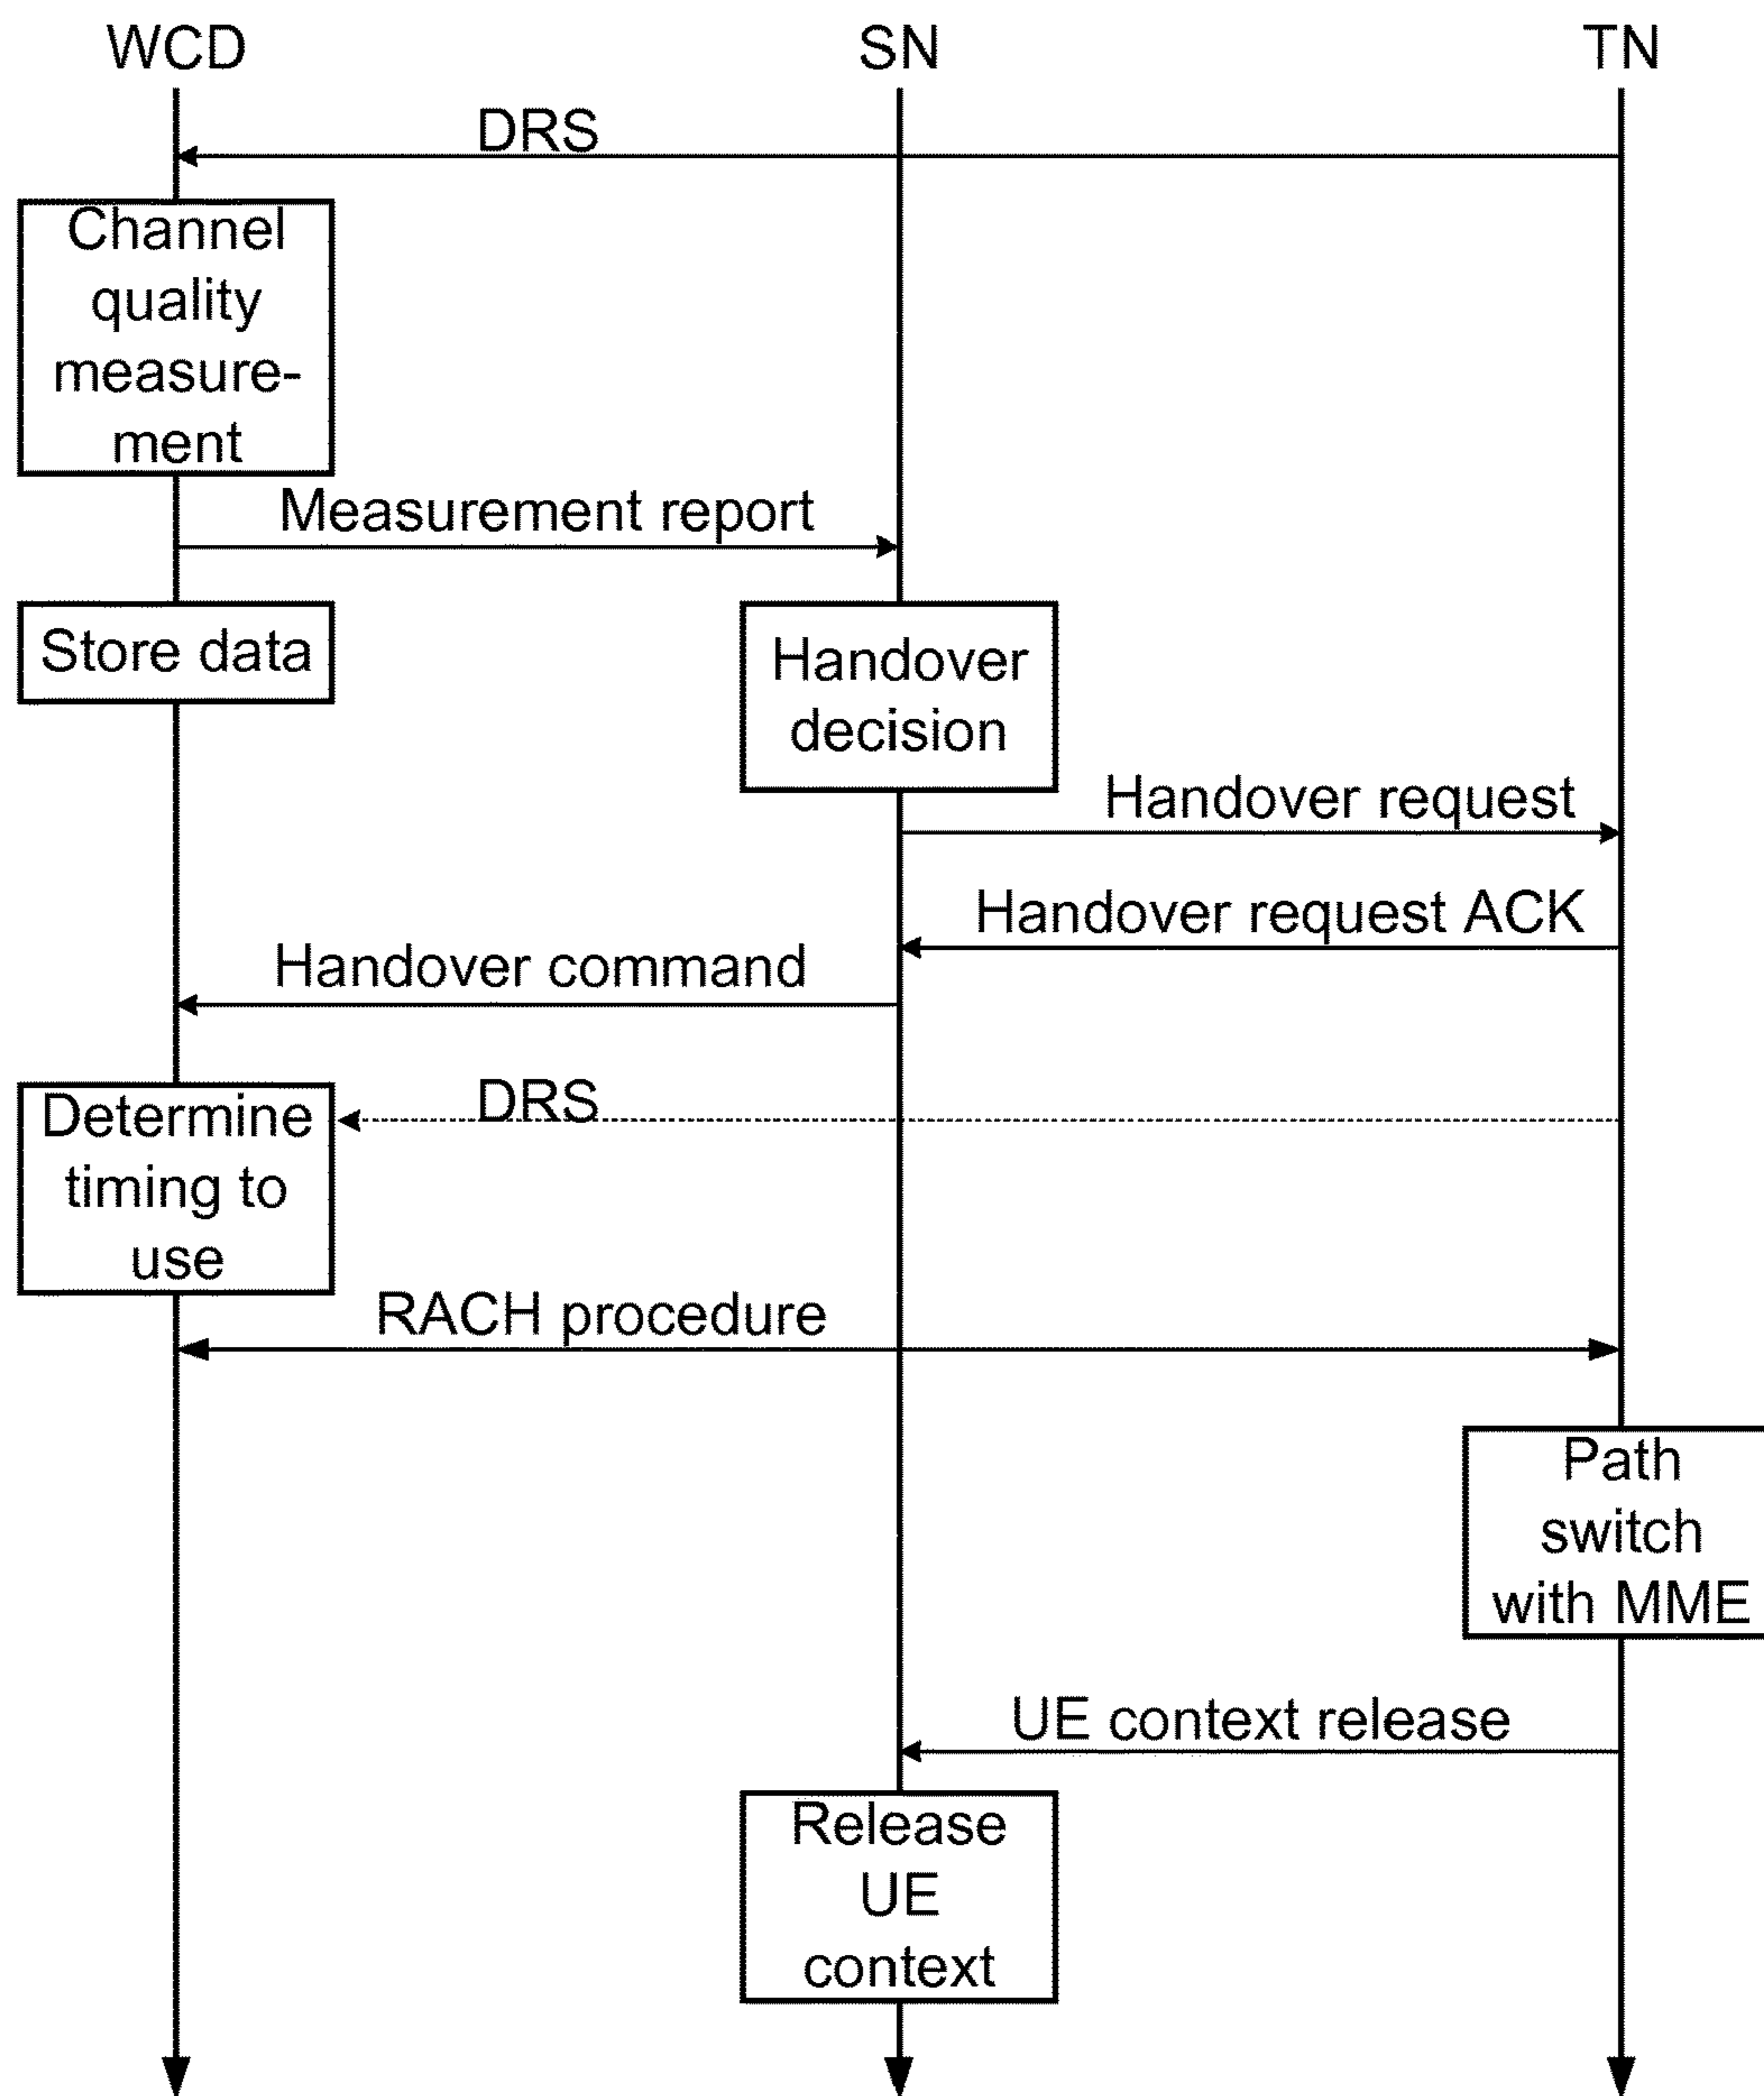 WCD
SN
TN
DRS
Channel
quality
measure-
ment
Measurement report
Store data
Handover
decision
Handover request
Handover request ACK
Handover command
DRS
Determine
timing to
use
RACH procedure
Path
switch
with MME
UE context release
Release
UE
context